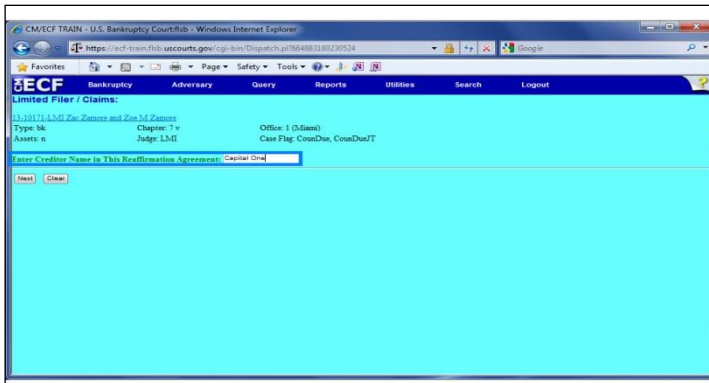 CM/ECF TRAIN - U.S. Bankruptcy Court:flsb - Windows Internet Explorer
https://ecf-train.flsb.uscourts.gov/cgi-bin/Dispatch.pl?664883180230524
Google
Favorites Page Safety Tools
ECF Bankruptcy Adversary Query Reports Utilities Search Logout ?
Limited Filer / Claims:
13-10171-LMI Zac Zamore and Zoe M Zamore
Type: bk Chapter: 7 v Office: 1 (Miami)
Assets: n Judge: LMI Case Flag: CounDue, CounDueJT
Enter Creditor Name in This Reaffirmation Agreement: Capital One
Next Clear